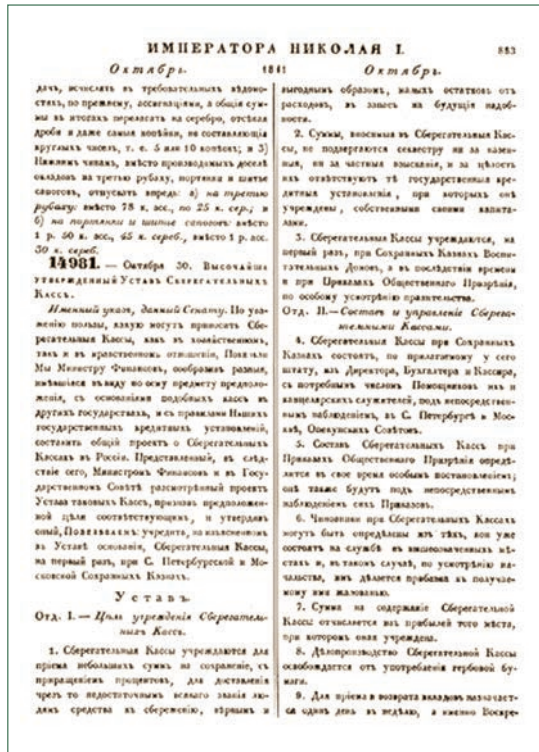 ИМПЕРАТОРА НИКОЛАЯ I. 883
Октябрь. 1841 Октябрь.
дачъ, исчислять въ требовательныхъ вѣдомо-
стяхъ, по прежнему, ассигнаціями, а общія сум-
мы въ итогахъ перелагать на серебро, отсѣкая
дроби и даже самыя копѣйки, не составляющія
круглыхъ чиселъ, т. е. 5 или 10 копѣекъ; и 3)
Нижнимъ чинамъ, вмѣсто производимыхъ доселѣ
окладовъ на третью рубаху, портянки и шитье
сапоговъ, отпускать впредь: а) на третью
рубаху: вмѣсто 78 к. асс., по 25 к. сер.; и
б) на портянки и шитье сапоговъ: вмѣсто
1 р. 50 к. асс., 45 к. сереб., вмѣсто 1 р. асс.
30 к. сереб.
14981. — Октября 30. Высочайше
утвержденный Уставъ Сберегательныхъ
Кассъ.
Именный указъ, данный Сенату. По ува-
женію пользы, какую могутъ приносить Сбе-
регательныя Кассы, какъ въ хозяйственномъ,
такъ и въ нравственномъ отношеніи, Повелѣли
Мы Министру Финансовъ, сообразивъ разныя,
имѣвшіяся въ виду по сему предмету предполо-
женія, съ основаніями подобныхъ кассъ въ
другихъ государствахъ, и съ правилами Нашихъ
государственныхъ кредитныхъ установленій,
составить общій проектъ о Сберегательныхъ
Кассахъ въ Россіи. Представленный, въ слѣд-
ствіе сего, Министромъ Финансовъ и въ Госу-
дарственномъ Совѣтѣ разсмотрѣнный проектъ
Устава таковыхъ Кассъ, признавъ предположен-
ной цѣли соотвѣтствующимъ, и утвердивъ
оный, Повелѣваемъ: учредить, на изъясненномъ
въ Уставѣ основаніи, Сберегательныя Кассы,
на первый разъ, при С. Петербургской и Мо-
сковской Сохранныхъ Казнахъ.
Уставъ.
Отд. I. — Цѣль учрежденія Сберегатель-
ныхъ Кассъ.
1. Сберегательныя Кассы учреждаются для
пріема небольшихъ суммъ на сохраненіе, съ
приращеніемъ процентовъ, для доставленія
чрезъ то недостаточнымъ всякаго званія лю-
дямъ средства къ сбереженію, вѣрнымъ и
выгоднымъ образомъ, малыхъ остатковъ отъ
расходовъ, въ запасъ на будущія надоб-
ности.
2. Суммы, вносимыя въ Сберегательныя Кас-
сы, не подвергаются секвестру ни за казен-
ныя, ни за частныя взысканія, и за цѣлость
ихъ отвѣтствуютъ тѣ государственныя кре-
дитныя установленія, при которыхъ онѣ
учреждены, собственными своими капита-
лами.
3. Сберегательныя Кассы учреждаются, на
первый разъ, при Сохранныхъ Казнахъ Воспи-
тательныхъ Домовъ, а въ послѣдствіи времени
и при Приказахъ Общественнаго Призрѣнія,
по особому усмотрѣнію правительства.
Отд. II.—Составъ и управленіе Сберега-
тельными Кассами.
4. Сберегательныя Кассы при Сохранныхъ
Казнахъ состоятъ, по прилагаемому у сего
штату, изъ Директора, Бухгалтера и Кассира,
съ потребнымъ числомъ Помощниковъ ихъ и
канцелярскихъ служителей, подъ непосредствен-
нымъ наблюденіемъ, въ С. Петербургѣ и Мос-
квѣ, Опекунскихъ Совѣтовъ.
5. Составъ Сберегательныхъ Кассъ при
Приказахъ Общественнаго Призрѣнія опредѣ-
лится въ свое время особымъ постановленіемъ;
онѣ также будутъ подъ непосредственнымъ
наблюденіемъ сихъ Приказовъ.
6. Чиновники при Сберегательныхъ Кассахъ
могутъ быть опредѣлены изъ тѣхъ, кои уже
состоятъ на службѣ въ вышеозначенныхъ мѣ-
стахъ и, въ такомъ случаѣ, по усмотрѣнію на-
чальства, имъ дѣлается прибавка къ получае-
мому ими жалованью.
7. Сумма на содержаніе Сберегательной
Кассы отчисляется изъ прибылей того мѣста,
при которомъ оная учреждена.
8. Дѣлопроизводство Сберегательной Кассы
освобождается отъ употребленія гербовой бу-
маги.
9. Для пріема и возврата вкладовъ назначает-
ся одинъ день въ недѣлю, а именно Воскре-